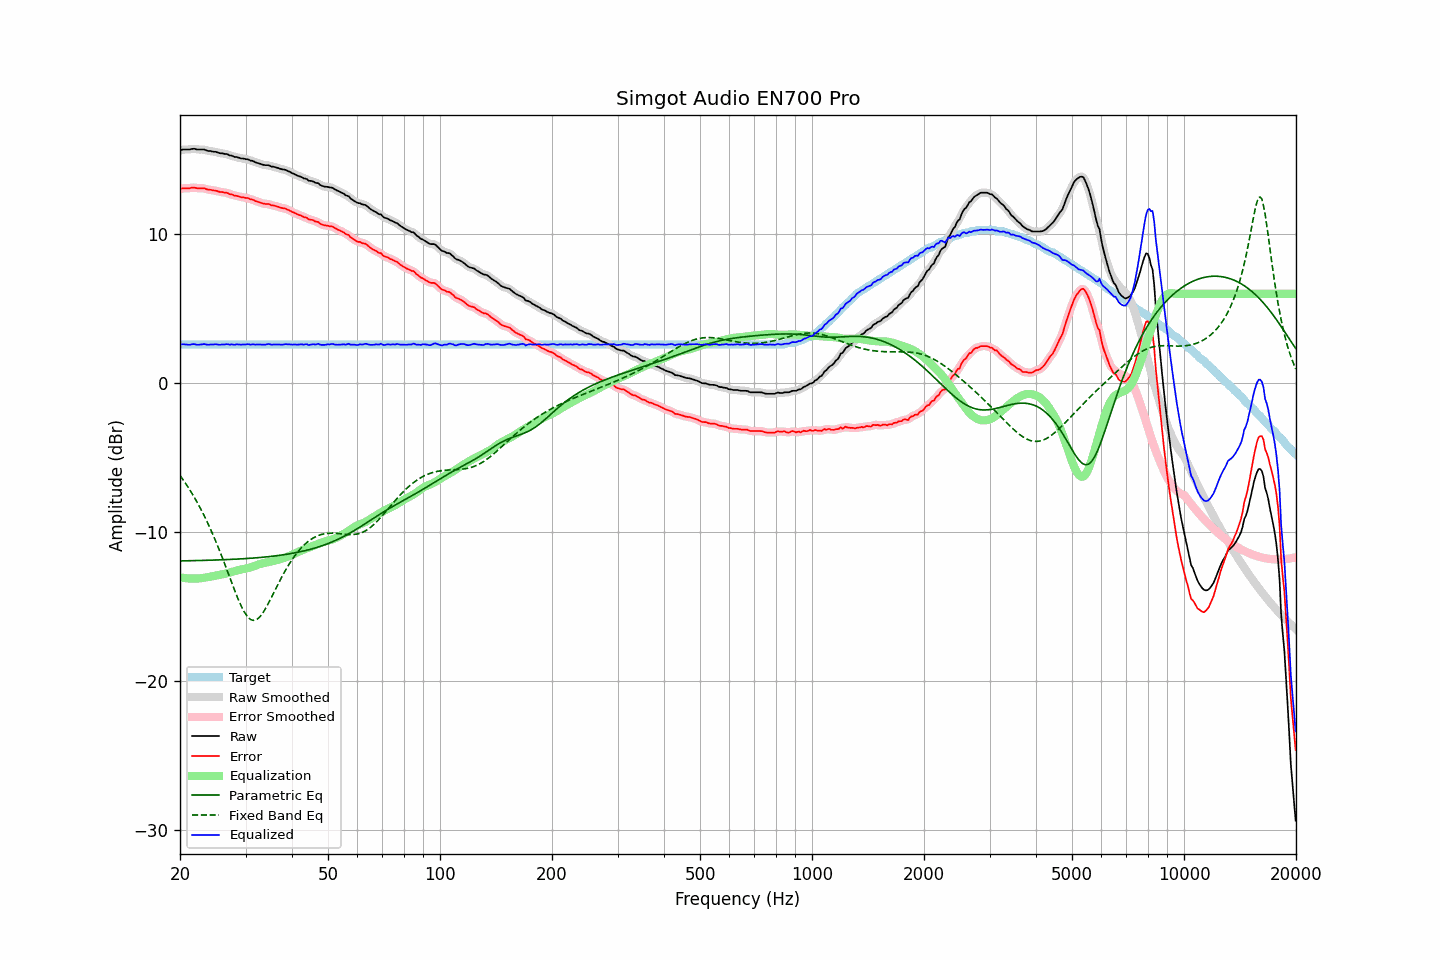 Simgot Audio EN700 Pro
Amplitude (dBr)
10
0
−10
−20
−30
Target
Raw Smoothed
Error Smoothed
Raw
Error
Equalization
Parametric Eq
Fixed Band Eq
Equalized
20 50 100 200 500 1000 2000 5000 10000 20000
Frequency (Hz)